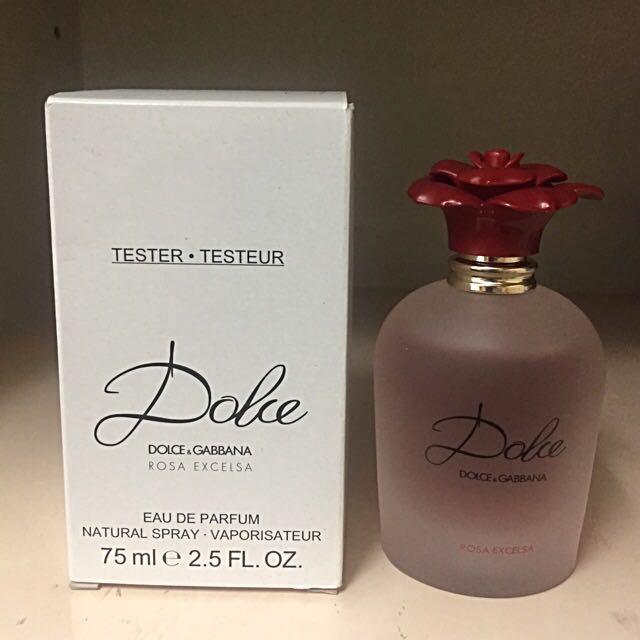 TESTER • TESTEUR
Dolce
DOLCE & GABBANA
ROSA EXCELSA
EAU DE PARFUM
NATURAL SPRAY · VAPORISATEUR
75 ml e 2.5 FL. OZ.
Dolce
DOLCE & GABBANA
ROSA EXCELSA